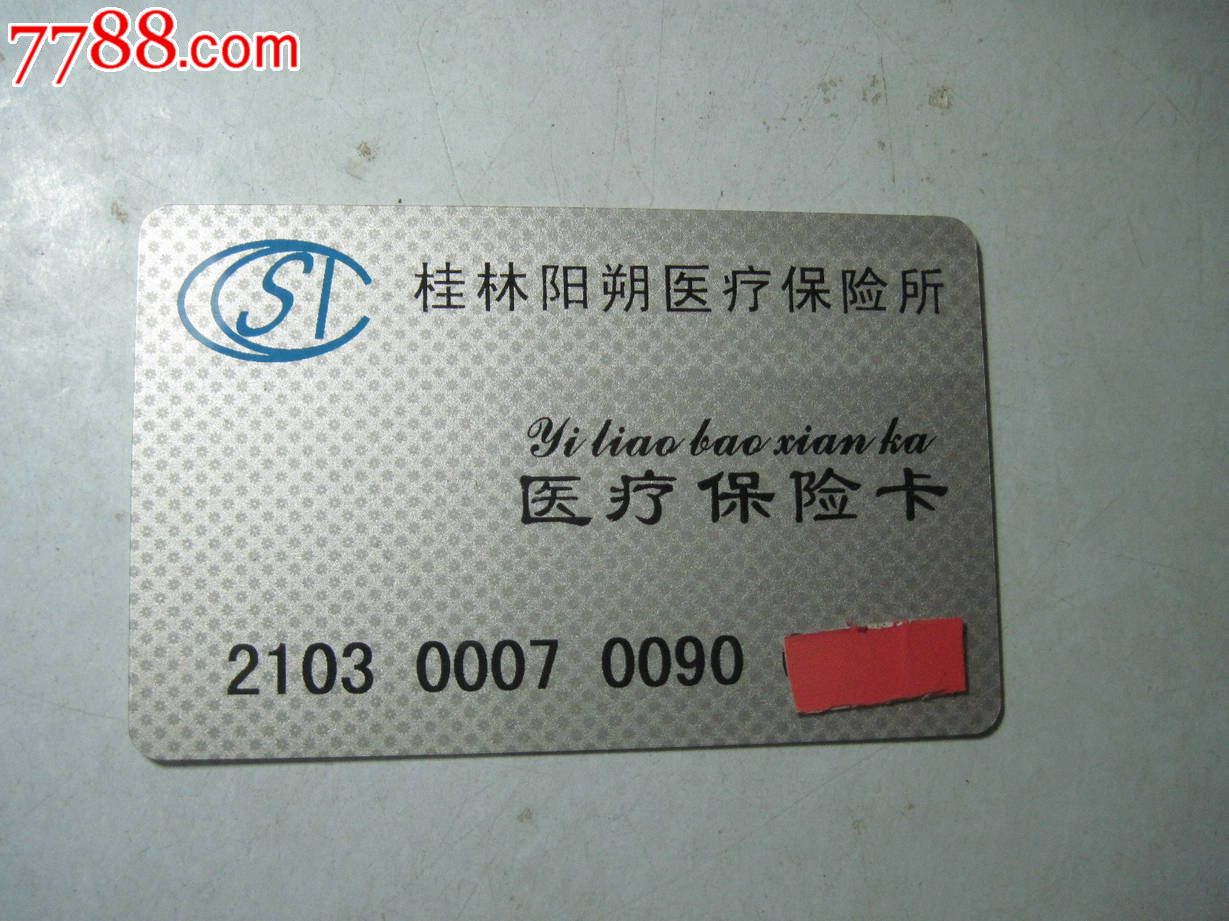 7788.com
CSI 桂林阳朔医疗保险所
Yi liao bao xian ka
医疗保险卡
2103 0007 0090